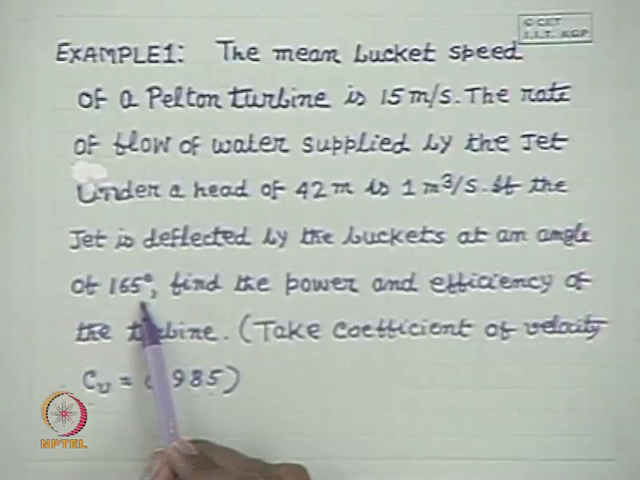 © CET
I.I.T. KGP
EXAMPLE1: The mean bucket speed
of a Pelton turbine is 15 m/s. The rate
of flow of water supplied by the Jet
Under a head of 42 m is 1 m³/s. If the
Jet is deflected by the buckets at an angle
of 165°, find the power and efficiency of
the turbine. (Take coefficient of velocity
Cv = 985)
NPTEL